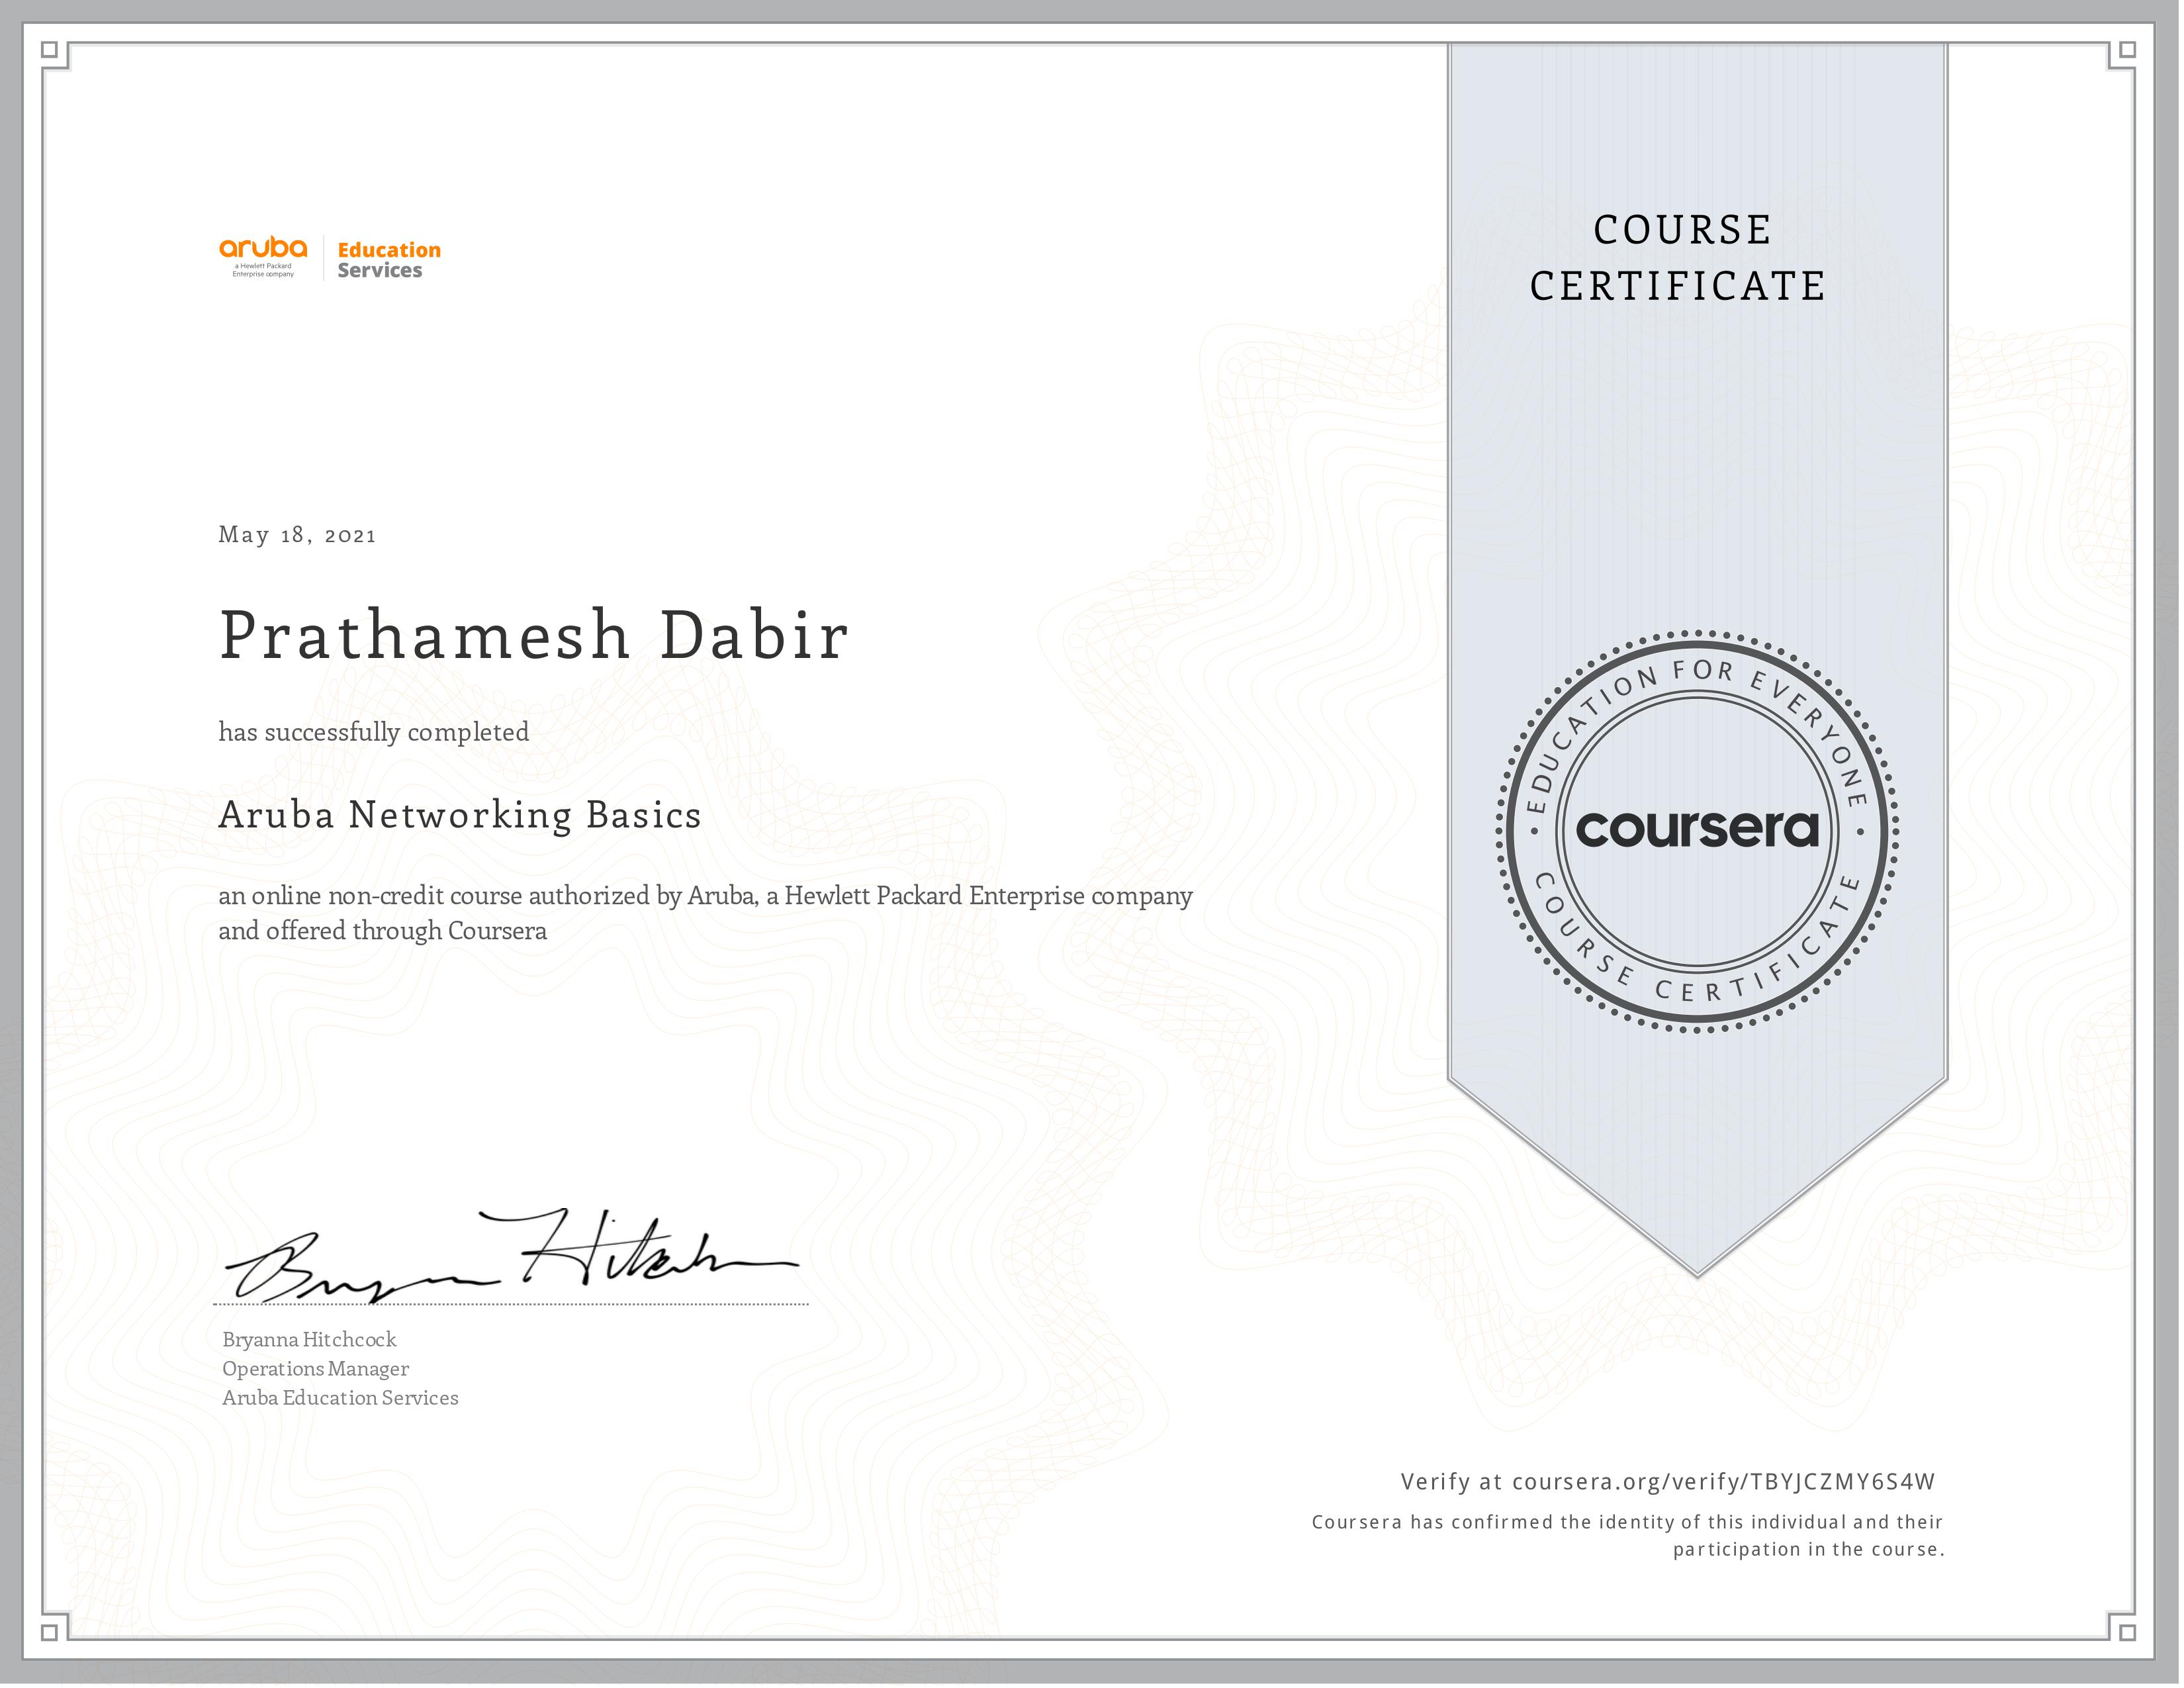 aruba
a Hewlett Packard
Enterprise company
Education
Services
COURSE
CERTIFICATE
May 18, 2021
Prathamesh Dabir
has successfully completed
Aruba Networking Basics
an online non-credit course authorized by Aruba, a Hewlett Packard Enterprise company
and offered through Coursera
EDUCATION FOR EVERYONE
coursera
COURSE CERTIFICATE
Bryanna Hitchcock
Operations Manager
Aruba Education Services
Verify at coursera.org/verify/TBYJCZMY6S4W
Coursera has confirmed the identity of this individual and their
participation in the course.